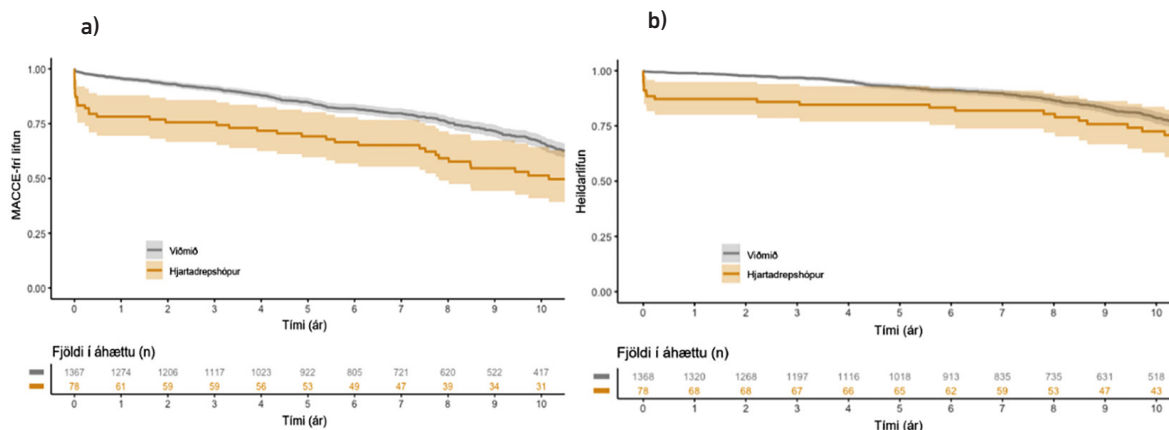 a)
MACCE-frí lifun
1.00
0.75
0.50
0.25
0.00
Viðmið
Hjartadrepshópur
0 1 2 3 4 5 6 7 8 9 10
Tími (ár)
Fjöldi í áhættu (n)
1367 1274 1206 1117 1023 922 805 721 620 522 417
78 61 59 59 56 53 49 47 39 34 31
0 1 2 3 4 5 6 7 8 9 10
Tími (ár)
b)
Heildarlifun
1.00
0.75
0.50
0.25
0.00
Viðmið
Hjartadrepshópur
0 1 2 3 4 5 6 7 8 9 10
Tími (ár)
Fjöldi í áhættu (n)
1368 1320 1268 1197 1116 1018 913 835 735 631 518
78 68 68 67 66 65 62 59 53 47 43
0 1 2 3 4 5 6 7 8 9 10
Tími (ár)